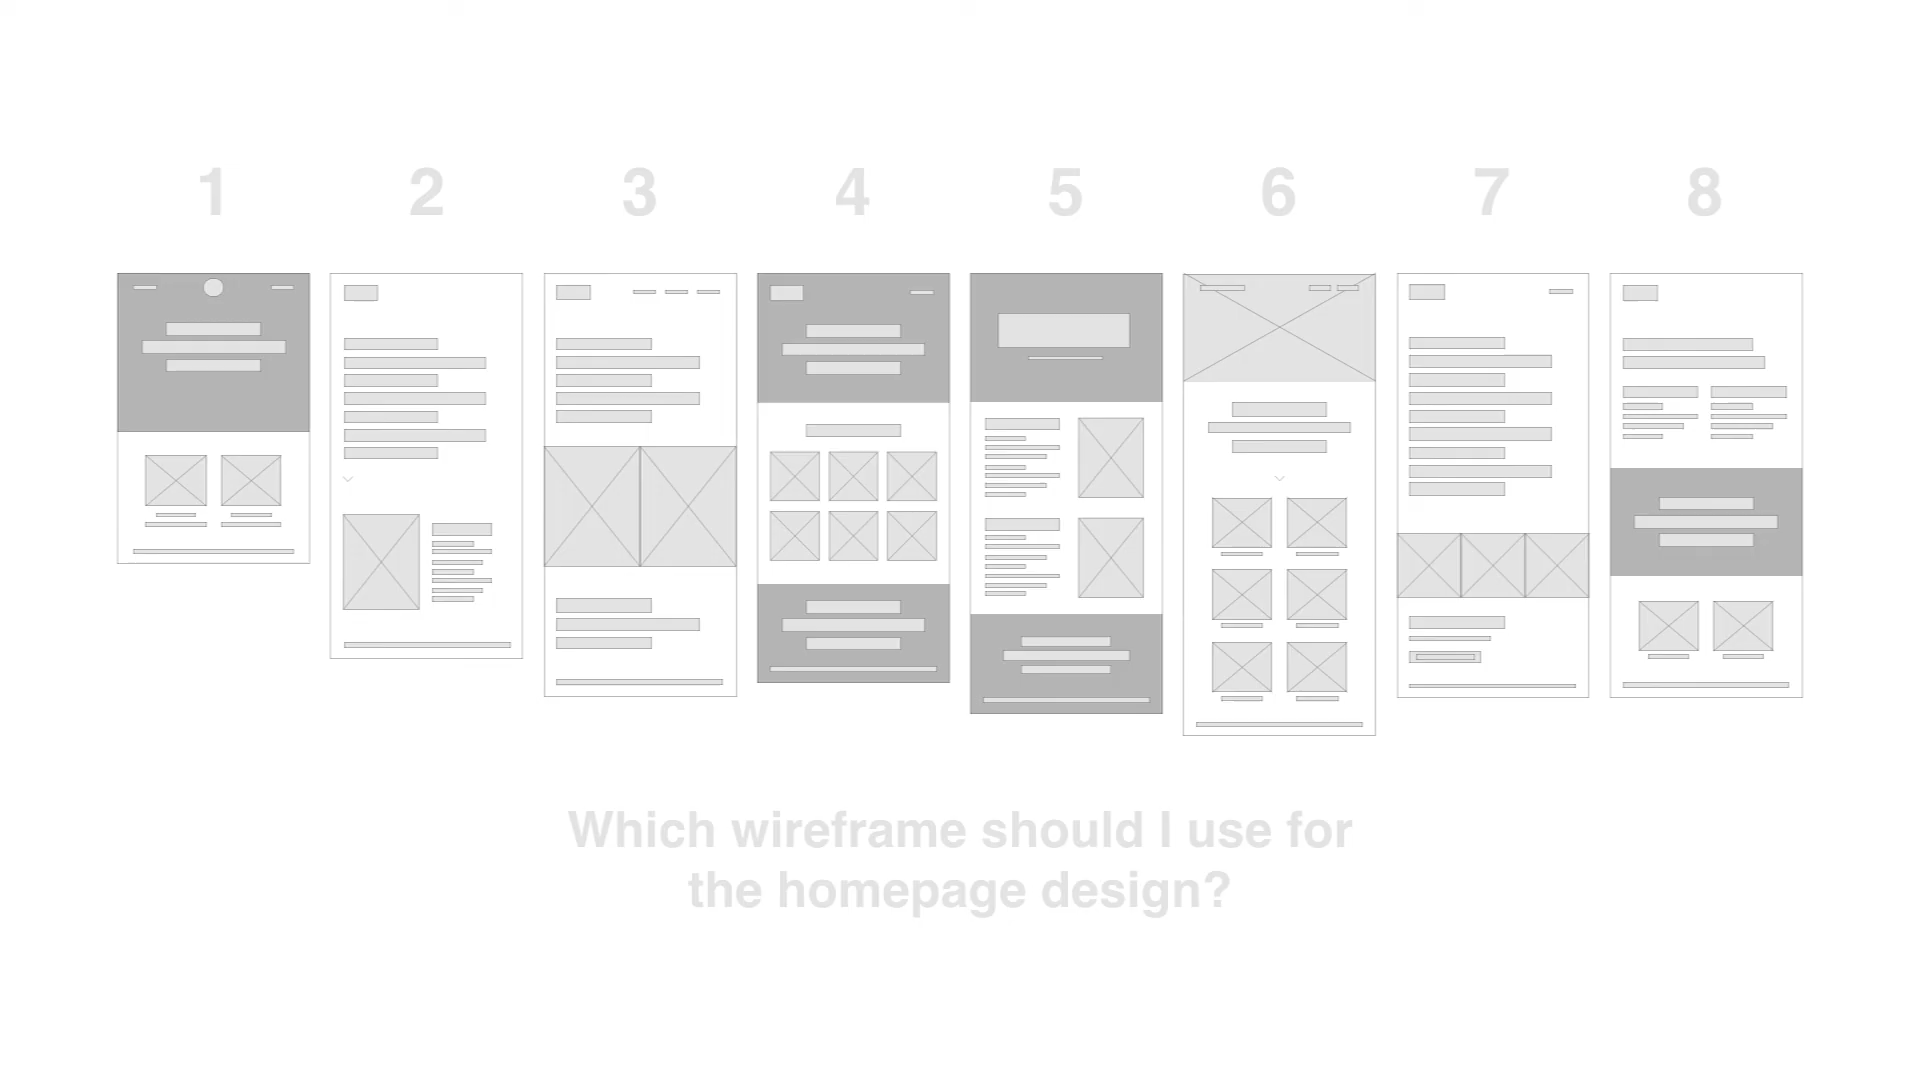 1 2 3 4 5 6 7 8
Which wireframe should I use for
the homepage design?